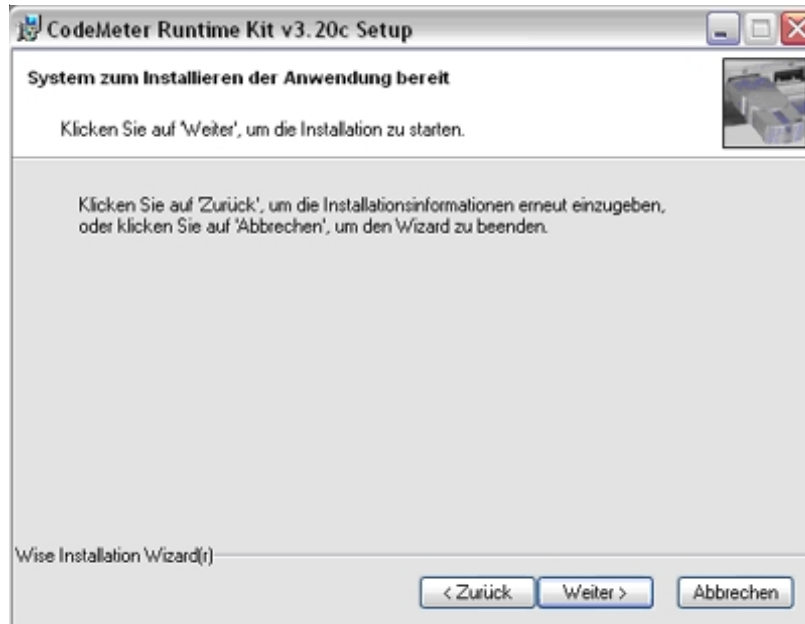 CodeMeter Runtime Kit v3.20c Setup
System zum Installieren der Anwendung bereit
Klicken Sie auf 'Weiter', um die Installation zu starten.
Klicken Sie auf 'Zurück', um die Installationsinformationen erneut einzugeben,
oder klicken Sie auf 'Abbrechen', um den Wizard zu beenden.
Wise Installation Wizard(r)
< Zurück Weiter > Abbrechen